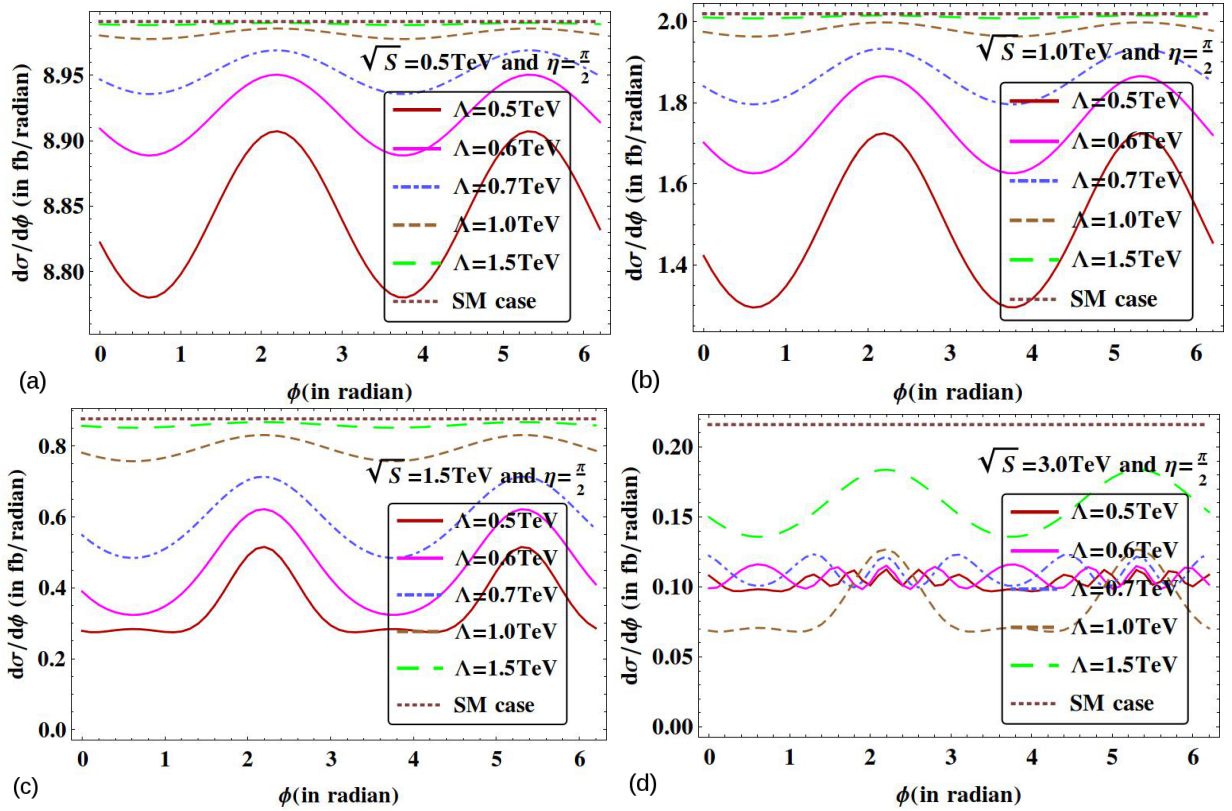 8.95
8.90
8.85
8.80
dσ/dϕ (in fb/radian)
√S =0.5TeV and η=π/2
Λ=0.5TeV
Λ=0.6TeV
Λ=0.7TeV
Λ=1.0TeV
Λ=1.5TeV
SM case
0 1 2 3 4 5 6
(a)
ϕ(in radian)
2.0
1.8
1.6
1.4
dσ/dϕ (in fb/radian)
√S =1.0TeV and η=π/2
Λ=0.5TeV
Λ=0.6TeV
Λ=0.7TeV
Λ=1.0TeV
Λ=1.5TeV
SM case
0 1 2 3 4 5 6
(b)
ϕ(in radian)
0.8
0.6
0.4
0.2
0.0
dσ/dϕ (in fb/radian)
√S =1.5TeV and η=π/2
Λ=0.5TeV
Λ=0.6TeV
Λ=0.7TeV
Λ=1.0TeV
Λ=1.5TeV
SM case
0 1 2 3 4 5 6
(c)
ϕ(in radian)
0.20
0.15
0.10
0.05
0.00
dσ/dϕ (in fb/radian)
√S =3.0TeV and η=π/2
Λ=0.5TeV
Λ=0.6TeV
Λ=0.7TeV
Λ=1.0TeV
Λ=1.5TeV
SM case
0 1 2 3 4 5 6
(d)
ϕ(in radian)